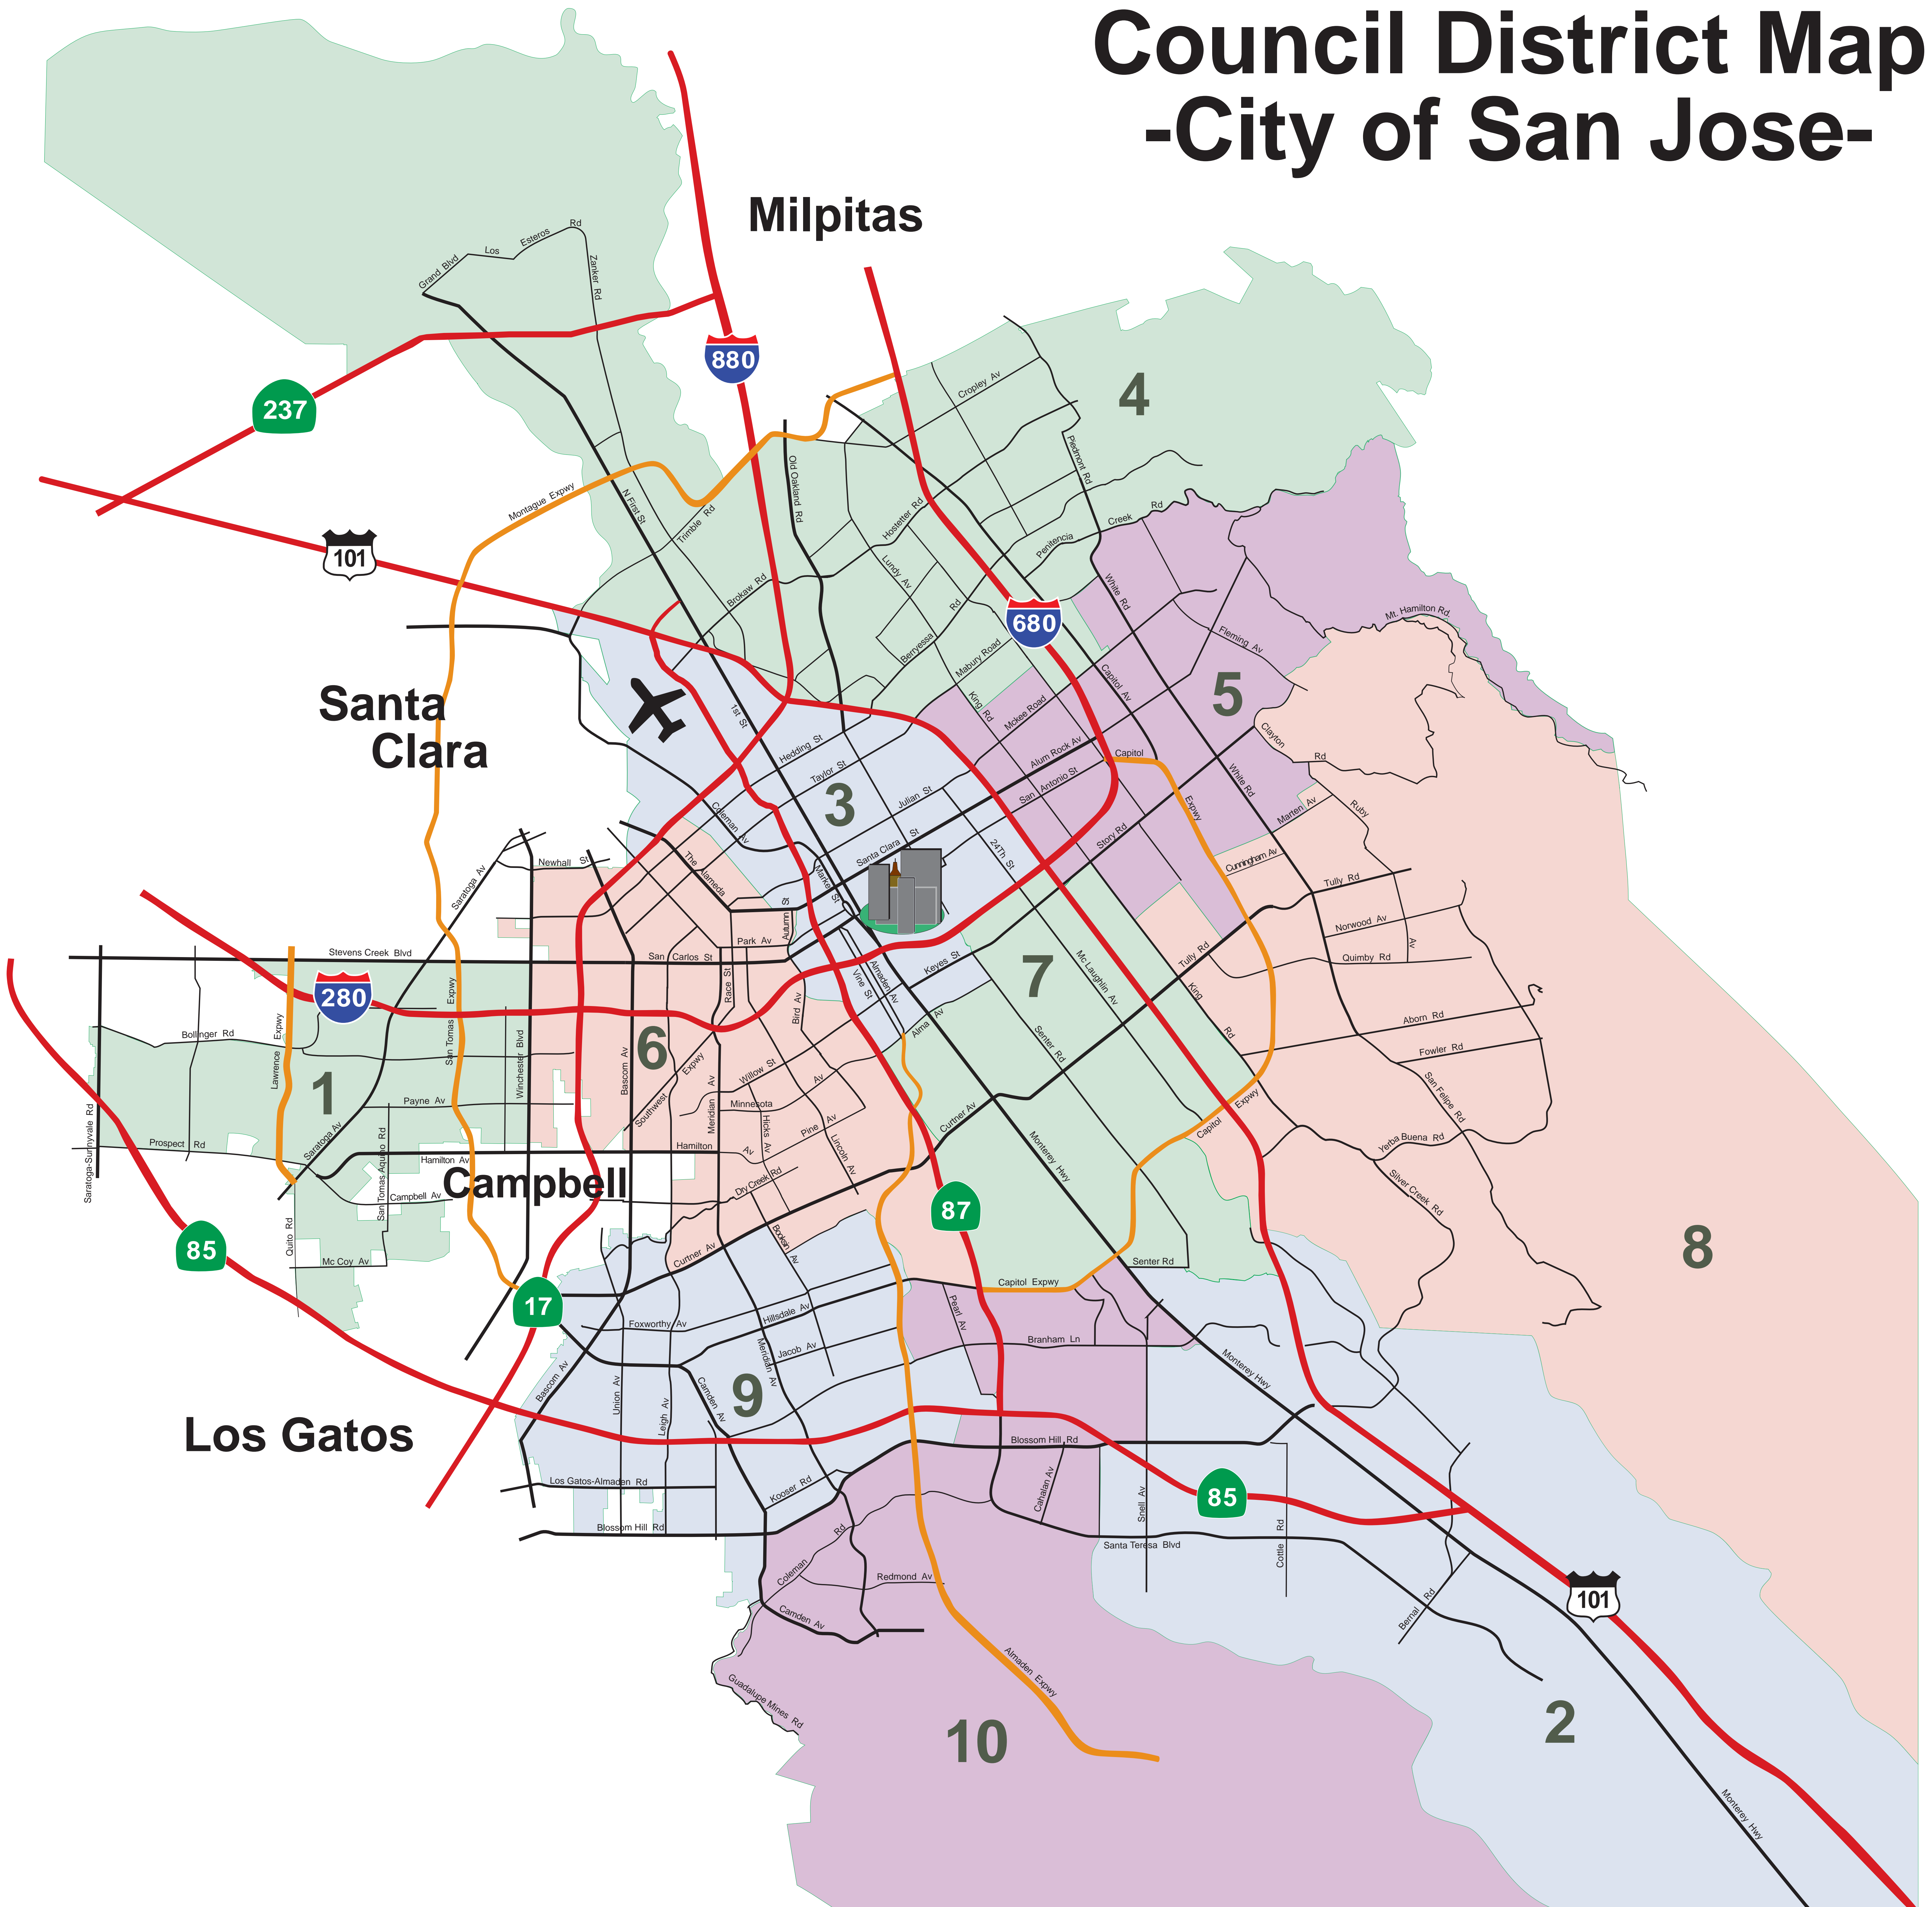 Council District Map
-City of San Jose-
Milpitas
Grand Blvd
Los
Esteros
Rd
Zanker Rd
880
237
4
Cropley Av
Piedmont Rd
Old Oakland Rd
Montague Expwy
N First St
Trimble Rd
Hostetter Rd
Creek Rd
Penitencia
101
Lundy Av
Brokaw Rd
White Rd
680
Berryessa
Rd
Mabury Road
Fleming Av
Mt. Hamilton Rd.
Santa
Clara
1st St
King Rd
Mckee Road
Capitol Av
5
Clayton
Rd
Hedding St
Taylor St
Alum Rock Av
Capitol
Expwy
San Antonio St
White Rd
3
Julian St
Coleman Av
Santa Clara St
24Th St
Story Rd
Marten Av
Ruby
Av
Newhall St
The Alameda
Market St
Cunningham Av
Saratoga Av
Tully Rd
Autumn St
Norwood Av
Park Av
Stevens Creek Blvd
San Carlos St
Quimby Rd
280
Race St
Vine St
Almaden Av
Keyes St
7
Mc Laughlin Av
Tully Rd
King
Rd
San Tomas Expwy
Bird Av
Alma Av
Bollinger Rd
Lawrence Expwy
Winchester Blvd
Bascom Av
6
Senter Rd
Aborn Rd
Fowler Rd
1
Southwest
Expwy
Meridian Av
Willow St
Payne Av
Minnesota
Av
Hicks Av
Pine Av
Lincoln Av
Curtner Av
San Felipe Rd
Capitol
Expwy
Saratoga-Sunnyvale Rd
Prospect Rd
Saratoga Av
San Tomas Aquino Rd
Hamilton Av
Hamilton
Av
Monterey Hwy
Yerba Buena Rd
Campbell
Campbell Av
Dry Creek Rd
Silver Creek Rd
87
85
Quito Rd
Mc Coy Av
Curtner Av
Booksin Av
Senter Rd
8
17
Capitol Expwy
Foxworthy Av
Hillsdale Av
Pearl Av
Branham Ln
Meridian Av
Jacob Av
Monterey Hwy
Bascom Av
Union Av
Leigh Av
Camden Av
9
Los Gatos
Blossom Hill Rd
Los Gatos-Almaden Rd
Kooser Rd
Cahalan Av
Snell Av
85
Blossom Hill Rd
Santa Teresa Blvd
Cottle Rd
Coleman
Rd
Redmond Av
Camden Av
Bernal Rd
101
Guadalupe Mines Rd
Almaden Expwy
10
2
Monterey Hwy